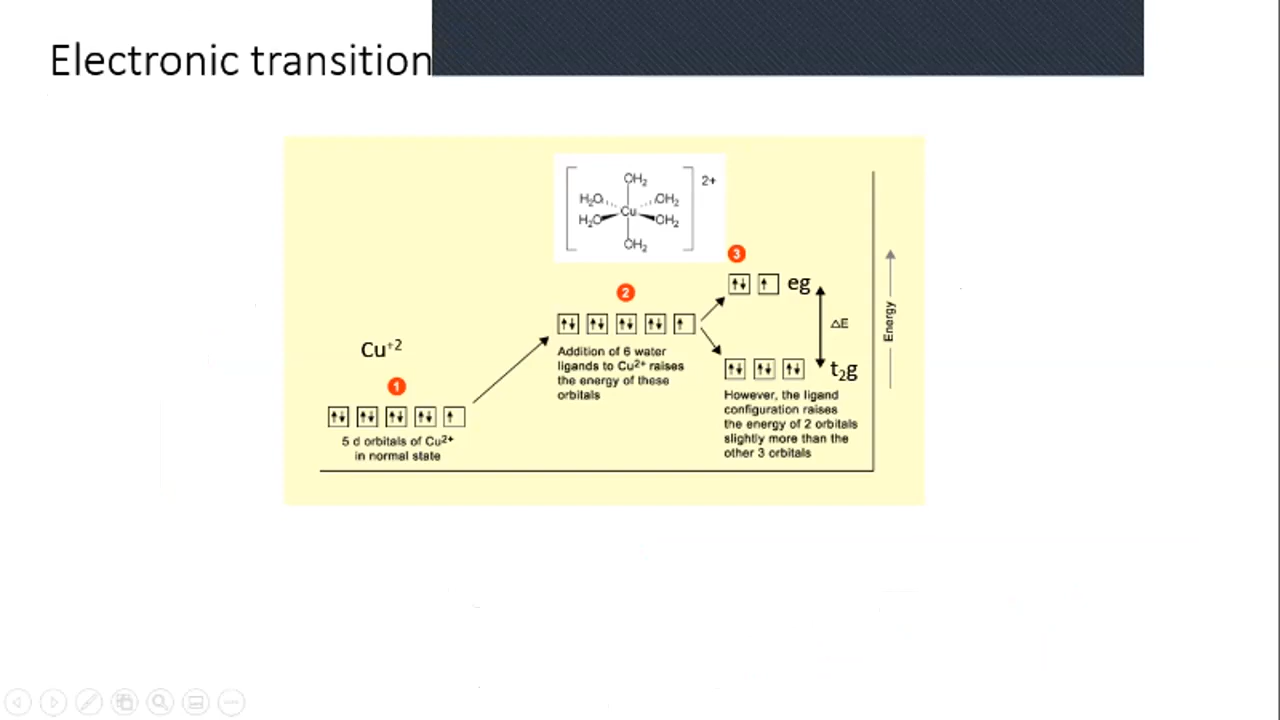 Electronic transition
OH2
2+
H2O OH2
Cu
H2O OH2
OH2
3
eg
2
ΔE
Energy
Addition of 6 water
ligands to Cu2+ raises
the energy of these
orbitals
t2g
Cu+2
1
However, the ligand
configuration raises
the energy of 2 orbitals
slightly more than the
other 3 orbitals
5 d orbitals of Cu2+
in normal state